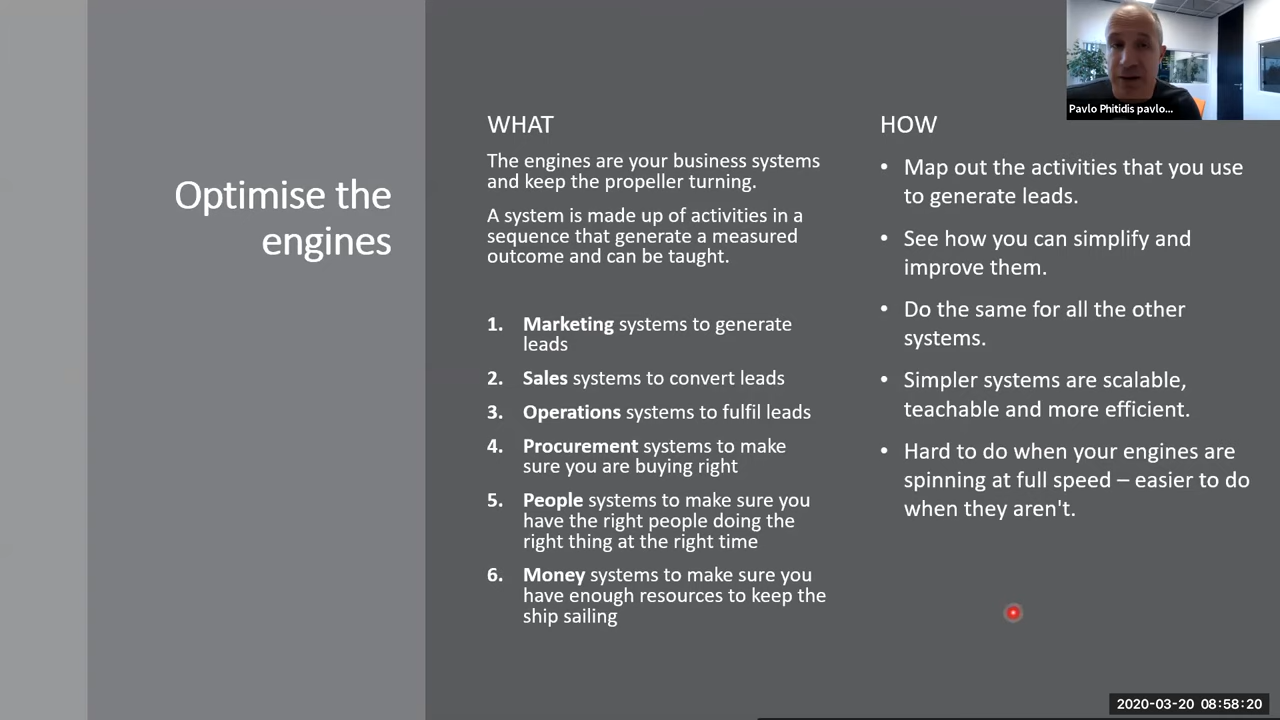 Optimise the
engines
WHAT
The engines are your business systems
and keep the propeller turning.
A system is made up of activities in a
sequence that generate a measured
outcome and can be taught.
1. Marketing systems to generate
leads
2. Sales systems to convert leads
3. Operations systems to fulfil leads
4. Procurement systems to make
sure you are buying right
5. People systems to make sure you
have the right people doing the
right thing at the right time
6. Money systems to make sure you
have enough resources to keep the
ship sailing
HOW
• Map out the activities that you use
to generate leads.
• See how you can simplify and
improve them.
• Do the same for all the other
systems.
• Simpler systems are scalable,
teachable and more efficient.
• Hard to do when your engines are
spinning at full speed – easier to do
when they aren't.
Pavlo Phitidis pavlo...
2020-03-20 08:58:20